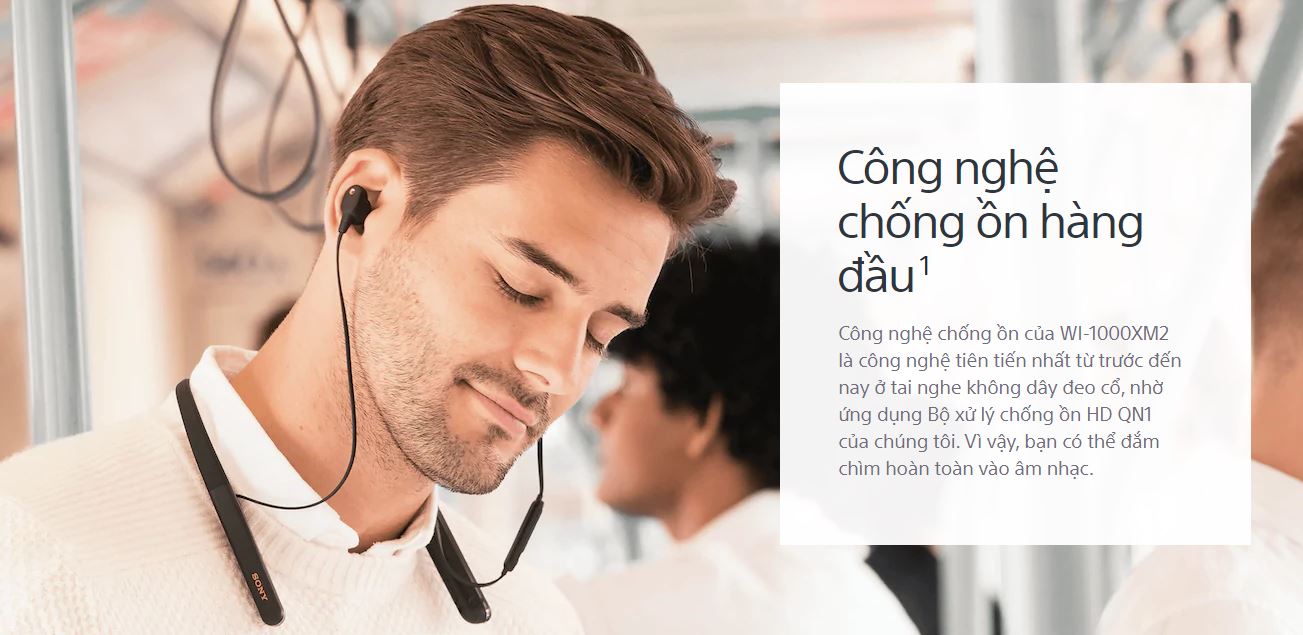 Công nghệ
chống ồn hàng
đầu¹
Công nghệ chống ồn của WI-1000XM2
là công nghệ tiên tiến nhất từ trước đến
nay ở tai nghe không dây đeo cổ, nhờ
ứng dụng Bộ xử lý chống ồn HD QN1
của chúng tôi. Vì vậy, bạn có thể đắm
chìm hoàn toàn vào âm nhạc.
SONY